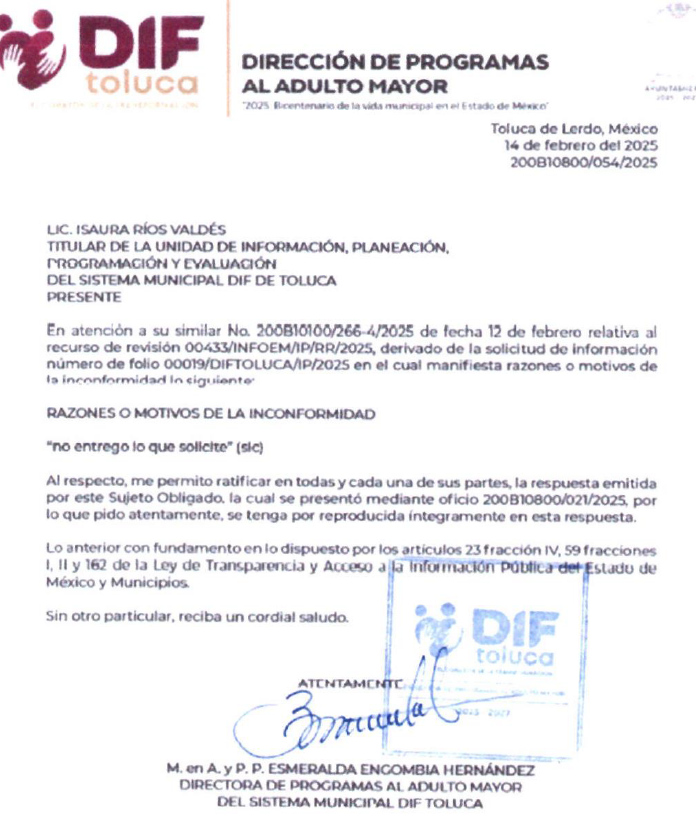 DIF
toluca
DIRECCIÓN DE PROGRAMAS
AL ADULTO MAYOR
"2025. Bicentenario de la vida municipal en el Estado de México"
Toluca de Lerdo, México
14 de febrero del 2025
200B10800/054/2025
LIC. ISAURA RÍOS VALDÉS
TITULAR DE LA UNIDAD DE INFORMACIÓN, PLANEACIÓN,
PROGRAMACIÓN Y EVALUACIÓN
DEL SISTEMA MUNICIPAL DIF DE TOLUCA
PRESENTE
En atención a su similar No. 200B10100/266-4/2025 de fecha 12 de febrero relativa al
recurso de revisión 00433/INFOEM/IP/RR/2025, derivado de la solicitud de información
número de folio 00019/DIFTOLUCA/IP/2025 en el cual manifiesta razones o motivos de
la inconformidad lo siguiente:
RAZONES O MOTIVOS DE LA INCONFORMIDAD
"no entrego lo que solicite" (sic)
Al respecto, me permito ratificar en todas y cada una de sus partes, la respuesta emitida
por este Sujeto Obligado, la cual se presentó mediante oficio 200B10800/021/2025, por
lo que pido atentamente, se tenga por reproducida íntegramente en esta respuesta.
Lo anterior con fundamento en lo dispuesto por los artículos 23 fracción IV, 59 fracciones
I, II y 162 de la Ley de Transparencia y Acceso a la Información Pública del Estado de
México y Municipios.
Sin otro particular, reciba un cordial saludo.
DIF
toluca
2025 - 2027
ATENTAMENTE
M. en A. y P. P. ESMERALDA ENGOMBIA HERNÁNDEZ
DIRECTORA DE PROGRAMAS AL ADULTO MAYOR
DEL SISTEMA MUNICIPAL DIF TOLUCA